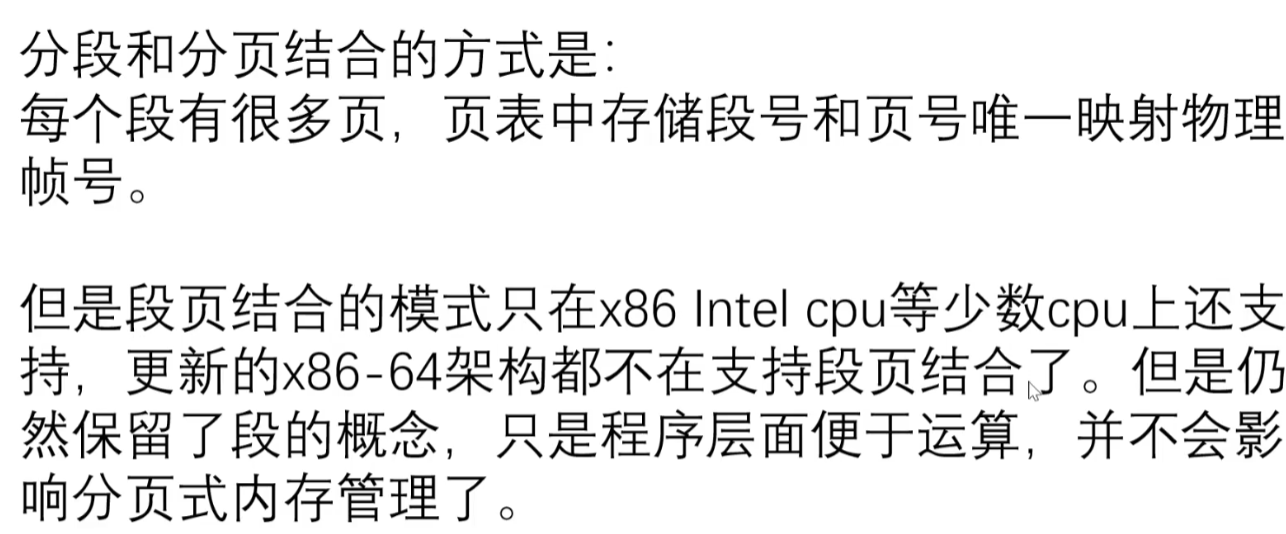 分段和分页结合的方式是：
每个段有很多页，页表中存储段号和页号唯一映射物理
帧号。
但是段页结合的模式只在x86 Intel cpu等少数cpu上还支
持，更新的x86-64架构都不在支持段页结合了。但是仍
然保留了段的概念，只是程序层面便于运算，并不会影
响分页式内存管理了。